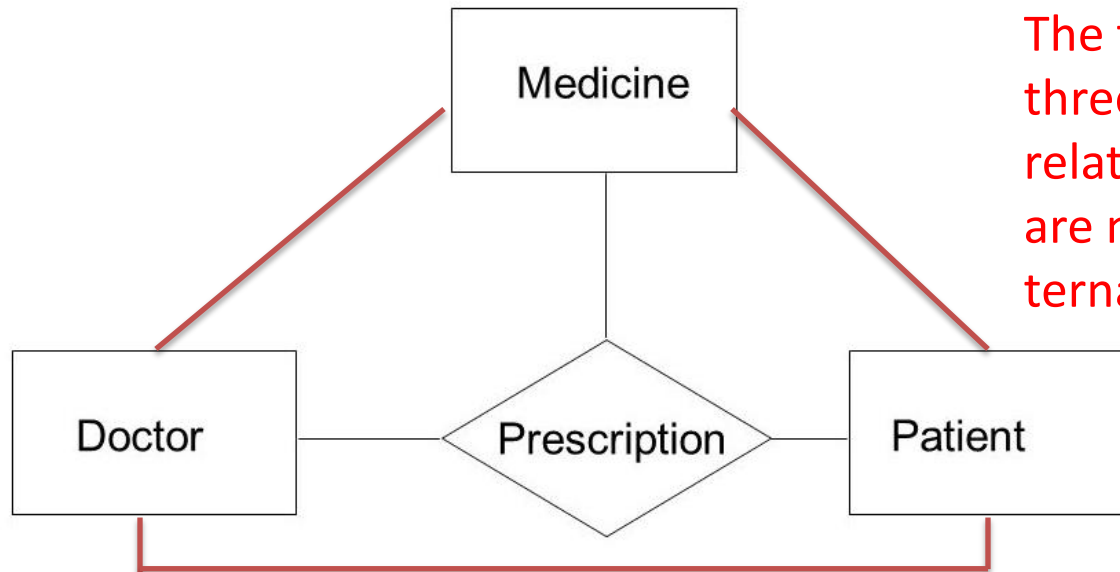 Medicine
The
three
relat
are
terna
Doctor
Prescription
Patient